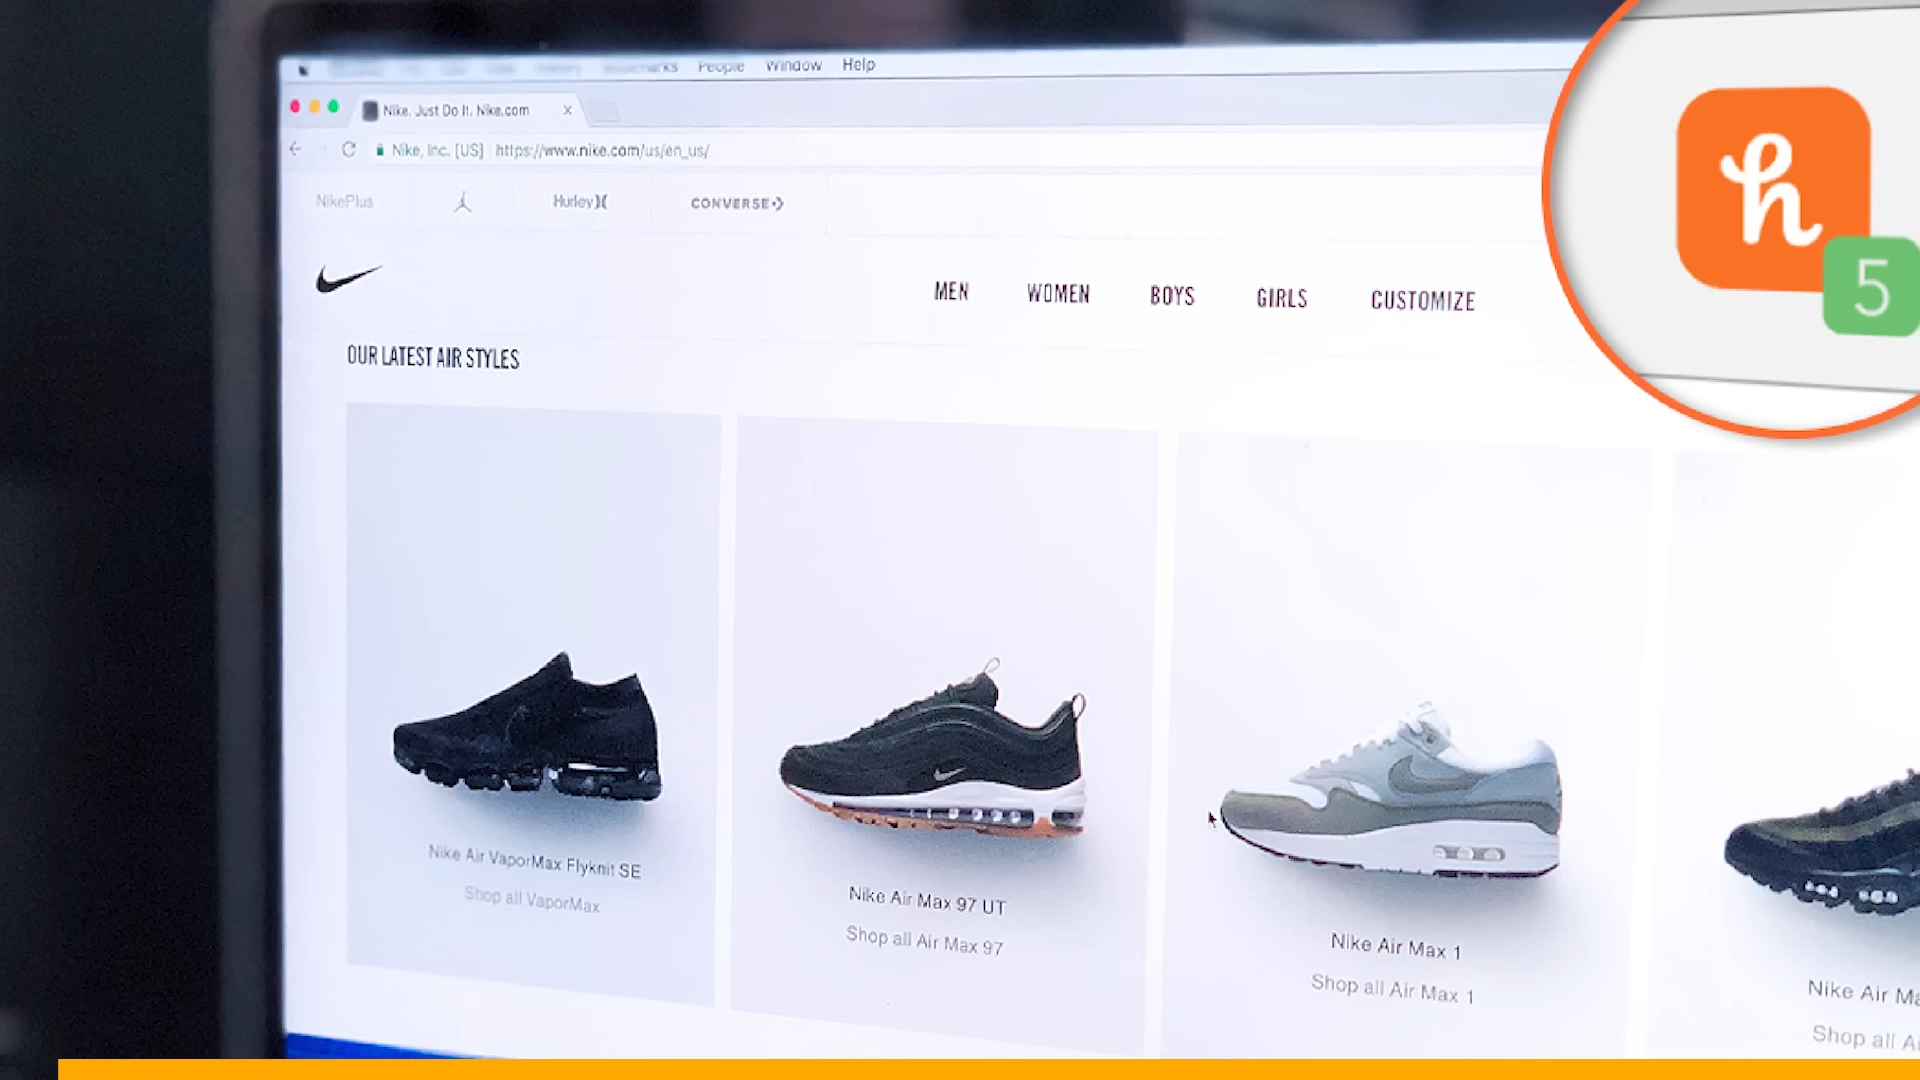 People Window Help
Nike. Just Do It. Nike.com
Nike, Inc. [US] https://www.nike.com/us/en_us/
NikePlus Hurley CONVERSE
MEN WOMEN BOYS GIRLS CUSTOMIZE
h
5
OUR LATEST AIR STYLES
Nike Air VaporMax Flyknit SE
Shop all VaporMax
Nike Air Max 97 UT
Shop all Air Max 97
Nike Air Max 1
Shop all Air Max 1
Nike Air
Shop all